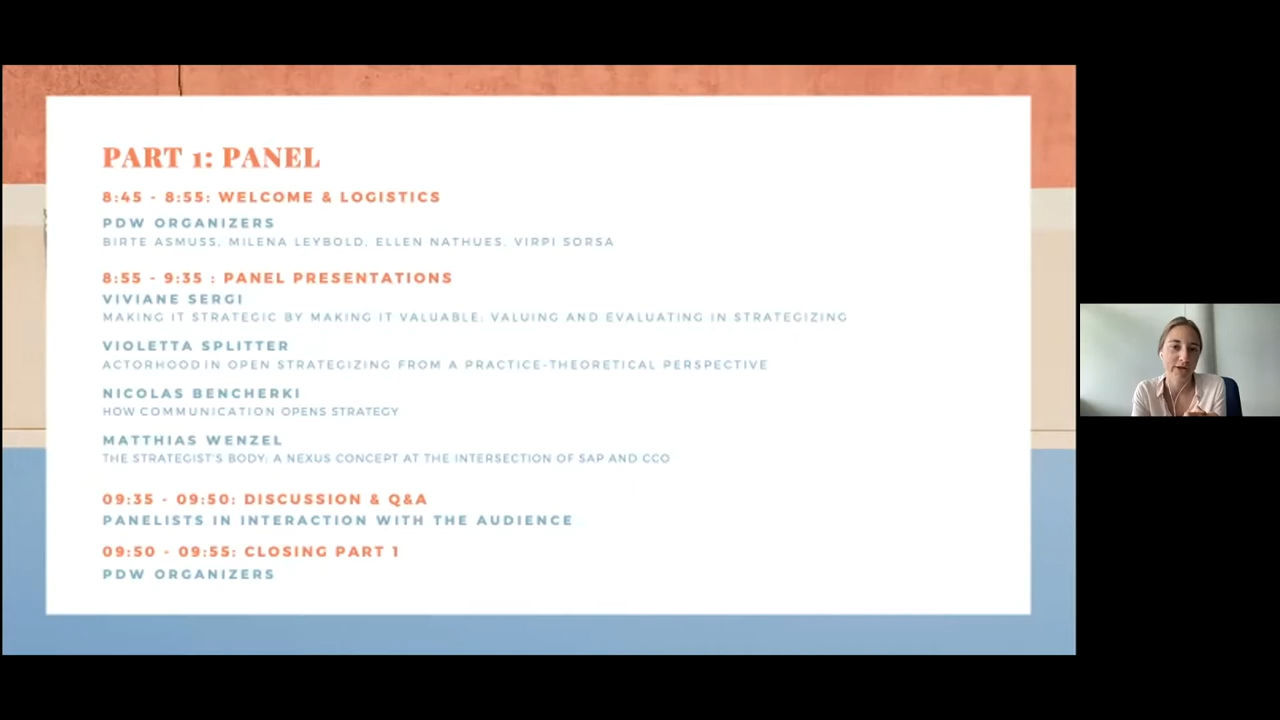 PART 1: PANEL
8:45 - 8:55: WELCOME & LOGISTICS
PDW ORGANIZERS
BIRTE ASMUSS, MILENA LEYBOLD, ELLEN NATHUES, VIRPI SORSA
8:55 - 9:35 : PANEL PRESENTATIONS
VIVIANE SERGI
MAKING IT STRATEGIC BY MAKING IT VALUABLE: VALUING AND EVALUATING IN STRATEGIZING
VIOLETTA SPLITTER
ACTORHOOD IN OPEN STRATEGIZING FROM A PRACTICE-THEORETICAL PERSPECTIVE
NICOLAS BENCHERKI
HOW COMMUNICATION OPENS STRATEGY
MATTHIAS WENZEL
THE STRATEGIST'S BODY: A NEXUS CONCEPT AT THE INTERSECTION OF SAP AND CCO
09:35 - 09:50: DISCUSSION & Q&A
PANELISTS IN INTERACTION WITH THE AUDIENCE
09:50 - 09:55: CLOSING PART 1
PDW ORGANIZERS